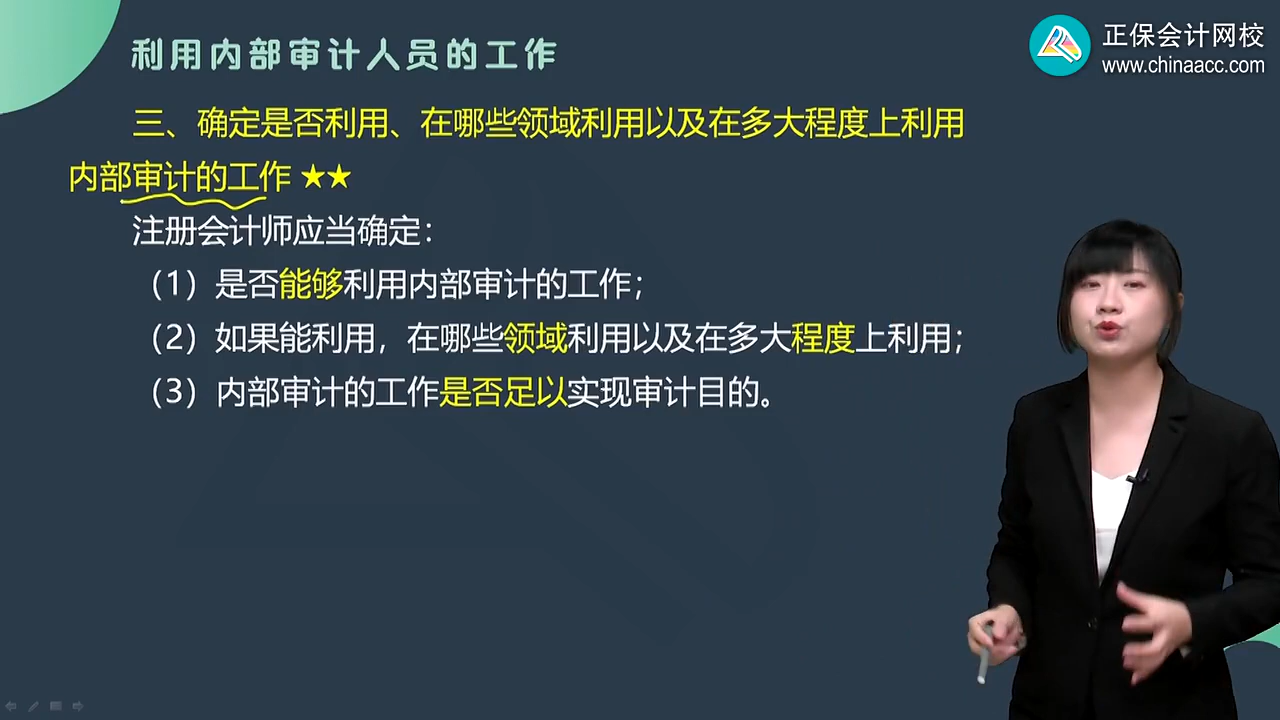 利用内部审计人员的工作
正保会计网校
www.chinaacc.com
三、确定是否利用、在哪些领域利用以及在多大程度上利用
内部审计的工作 ★★
注册会计师应当确定：
（1）是否能够利用内部审计的工作；
（2）如果能利用，在哪些领域利用以及在多大程度上利用；
（3）内部审计的工作是否足以实现审计目的。